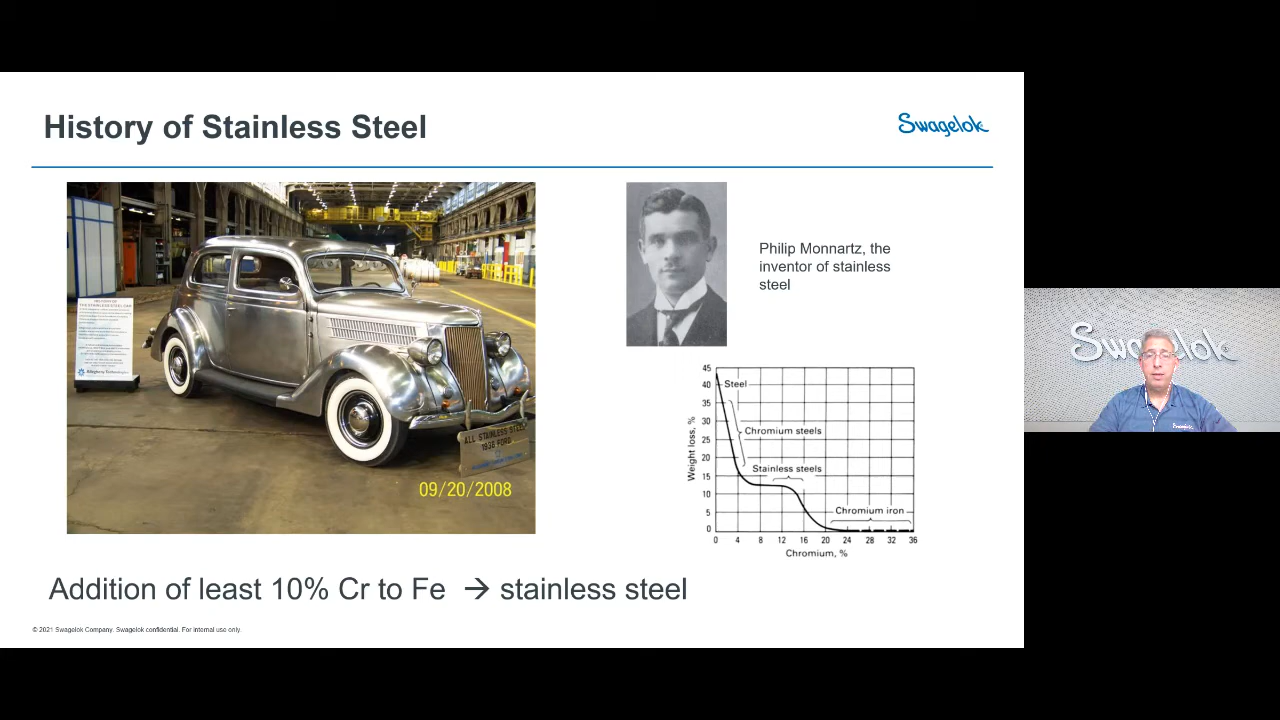 History of Stainless Steel
Swagelok
ALL STAINLESS STEEL
1936 FORD
09/20/2008
Philip Monnartz, the
inventor of stainless
steel
45
40
35
30
25
20
15
10
5
0
Weight loss, %
Steel
Chromium steels
Stainless steels
Chromium iron
0 4 8 12 16 20 24 28 32 36
Chromium, %
Addition of least 10% Cr to Fe → stainless steel
© 2021 Swagelok Company. Swagelok confidential. For internal use only.
Swagelok